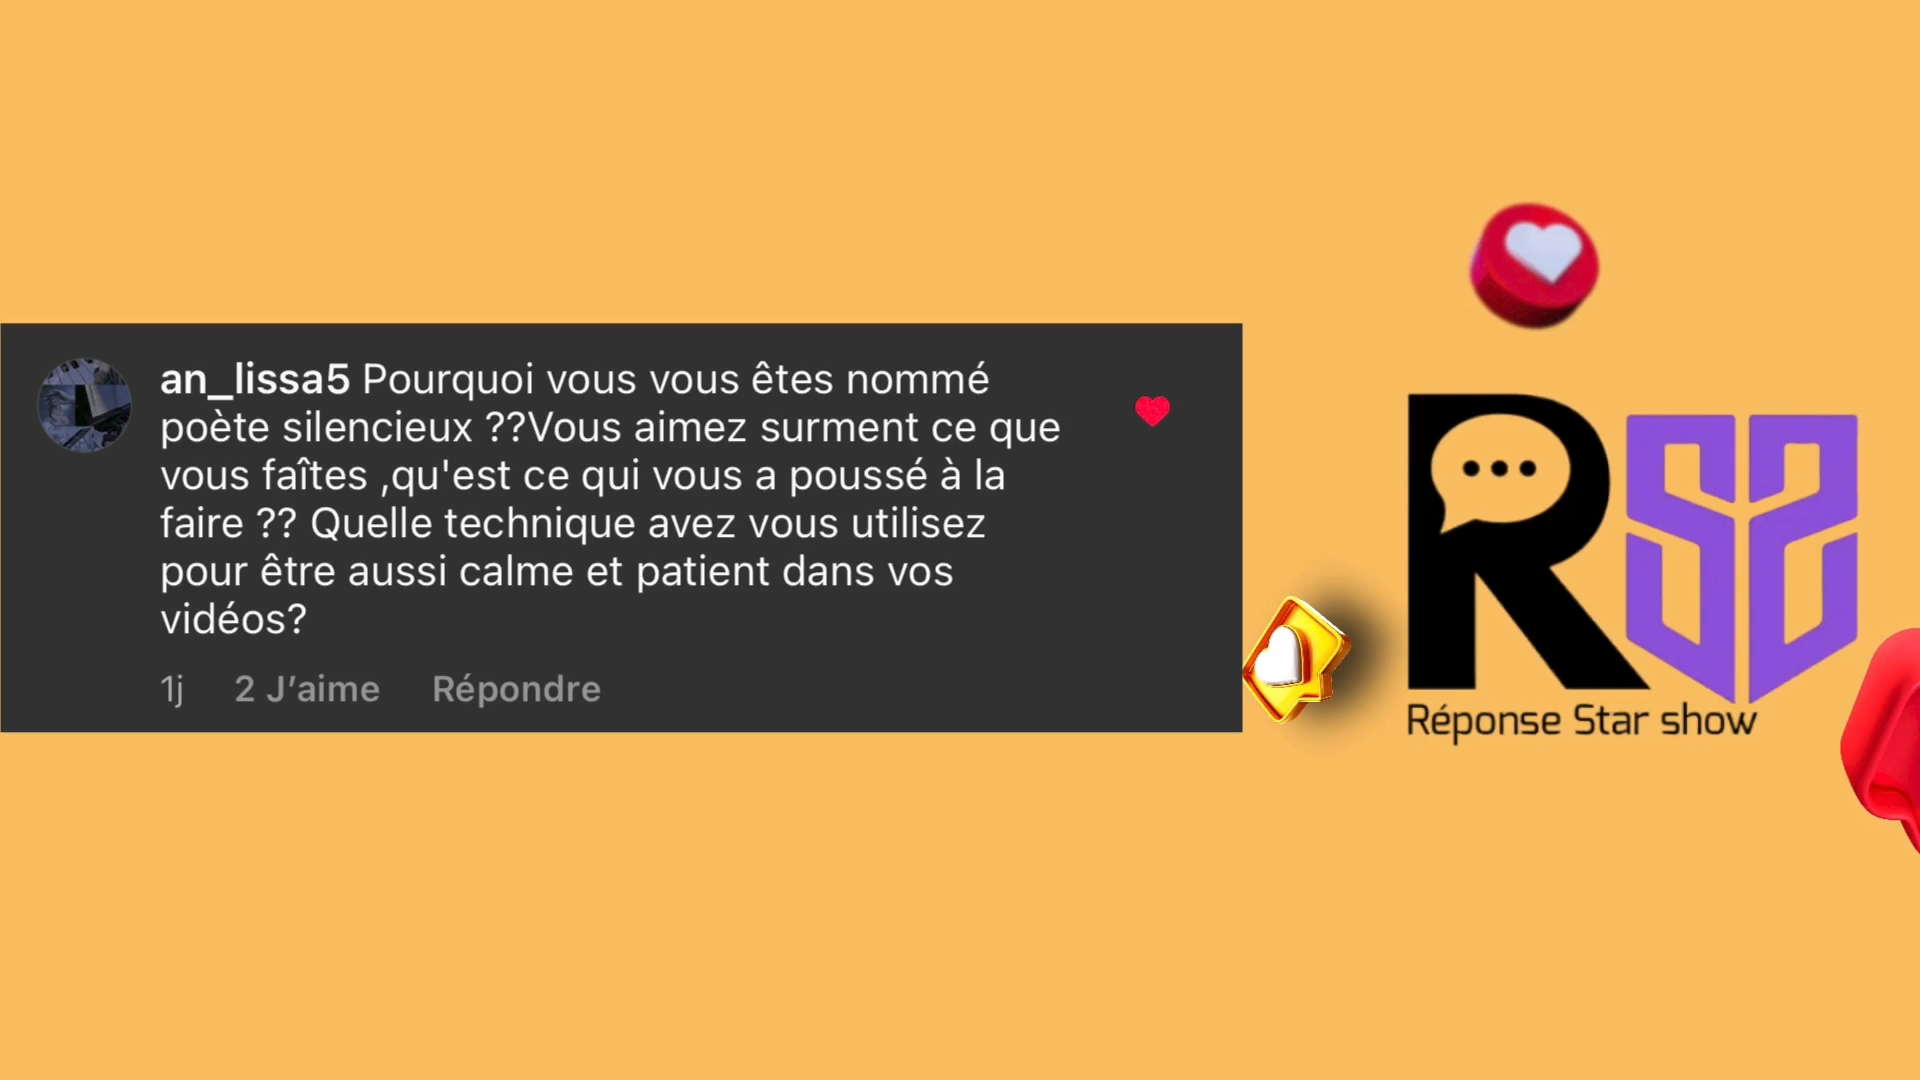 an_lissa5 Pourquoi vous vous êtes nommé
poète silencieux ??Vous aimez surment ce que
vous faîtes ,qu'est ce qui vous a poussé à la
faire ?? Quelle technique avez vous utilisez
pour être aussi calme et patient dans vos
vidéos?
1j 2 J’aime Répondre
RSS
Réponse Star show